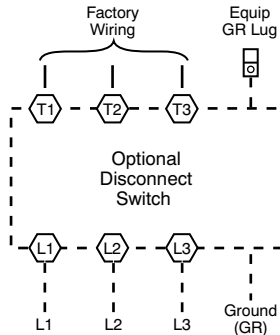 Factory
Wiring
Equip
GR Lug
T1 T2 T3
Optional
Disconnect
Switch
L1 L2 L3
L1 L2 L3
Ground
(GR)